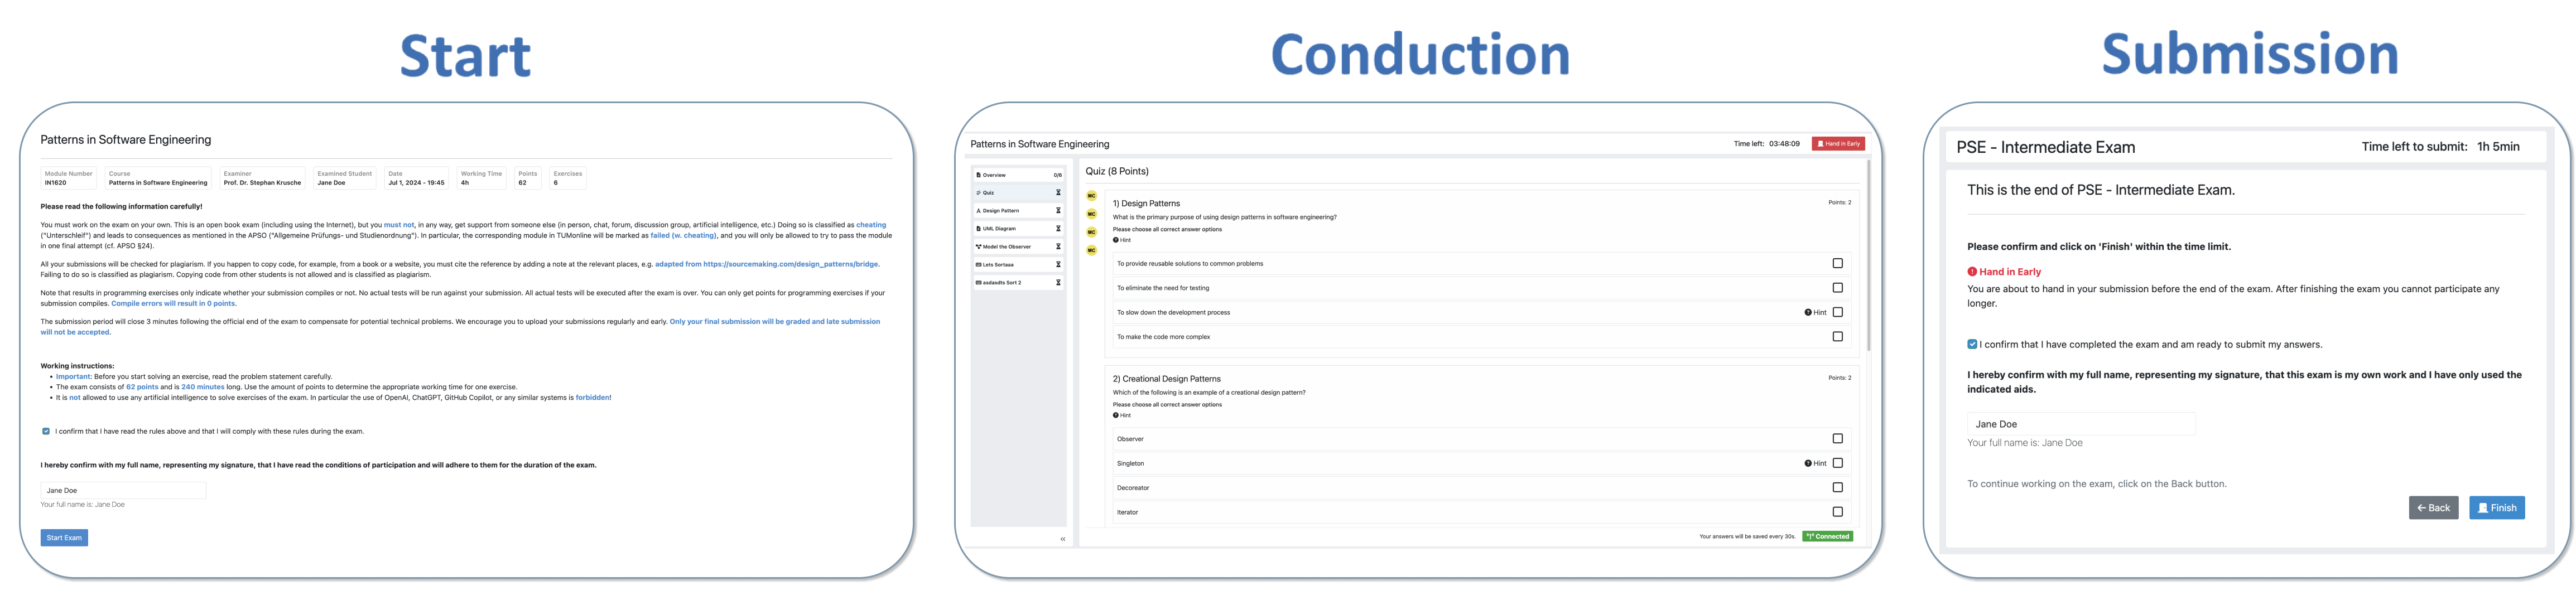 Start
Conduction
Submission
Patterns in Software Engineering
Module Number
IN1620
Course
Patterns in Software Engineering
Examiner
Prof. Dr. Stephan Krusche
Examined Student
Jane Doe
Date
Jul 1, 2024 - 19:45
Working Time
4h
Points
62
Exercises
6
Please read the following information carefully!
You must work on the exam on your own. This is an open book exam (including using the Internet), but you must not, in any way, get support from someone else (in person, chat, forum, discussion group, artificial intelligence, etc.) Doing so is classified as cheating
("Unterschleif") and leads to consequences as mentioned in the APSO ("Allgemeine Prüfungs- und Studienordnung"). In particular, the corresponding module in TUMonline will be marked as failed (w. cheating), and you will only be allowed to try to pass the module
in one final attempt (cf. APSO §24).
All your submissions will be checked for plagiarism. If you happen to copy code, for example, from a book or a website, you must cite the reference by adding a note at the relevant places, e.g. adapted from https://sourcemaking.com/design_patterns/bridge.
Failing to do so is classified as plagiarism. Copying code from other students is not allowed and is classified as plagiarism.
Note that results in programming exercises only indicate whether your submission compiles or not. No actual tests will be run against your submission. All actual tests will be executed after the exam is over. You can only get points for programming exercises if your
submission compiles. Compile errors will result in 0 points.
The submission period will close 3 minutes following the official end of the exam to compensate for potential technical problems. We encourage you to upload your submissions regularly and early. Only your final submission will be graded and late submission
will not be accepted.
Working instructions:
• Important: Before you start solving an exercise, read the problem statement carefully.
• The exam consists of 62 points and is 240 minutes long. Use the amount of points to determine the appropriate working time for one exercise.
• It is not allowed to use any artificial intelligence to solve exercises of the exam. In particular the use of OpenAI, ChatGPT, GitHub Copilot, or any similar systems is forbidden!
I confirm that I have read the rules above and that I will comply with these rules during the exam.
I hereby confirm with my full name, representing my signature, that I have read the conditions of participation and will adhere to them for the duration of the exam.
Jane Doe
Your full name is: Jane Doe
Start Exam
Patterns in Software Engineering
Time left: 03:48:09
Hand in Early
Overview 0/6
Quiz
Design Pattern
UML Diagram
Model the Observer
Lets Sortaaa
asdasdts Sort 2
«
Quiz (8 Points)
MC
MC
MC
MC
1) Design Patterns
Points: 2
What is the primary purpose of using design patterns in software engineering?
Please choose all correct answer options
Hint
To provide reusable solutions to common problems
To eliminate the need for testing
To slow down the development process
Hint
To make the code more complex
2) Creational Design Patterns
Points: 2
Which of the following is an example of a creational design pattern?
Please choose all correct answer options
Hint
Observer
Singleton
Hint
Decoreator
Iterator
Your answers will be saved every 30s.
Connected
PSE - Intermediate Exam
Time left to submit: 1h 5min
This is the end of PSE - Intermediate Exam.
Please confirm and click on 'Finish' within the time limit.
Hand in Early
You are about to hand in your submission before the end of the exam. After finishing the exam you cannot participate any
longer.
I confirm that I have completed the exam and am ready to submit my answers.
I hereby confirm with my full name, representing my signature, that this exam is my own work and I have only used the
indicated aids.
Jane Doe
Your full name is: Jane Doe
To continue working on the exam, click on the Back button.
Back
Finish